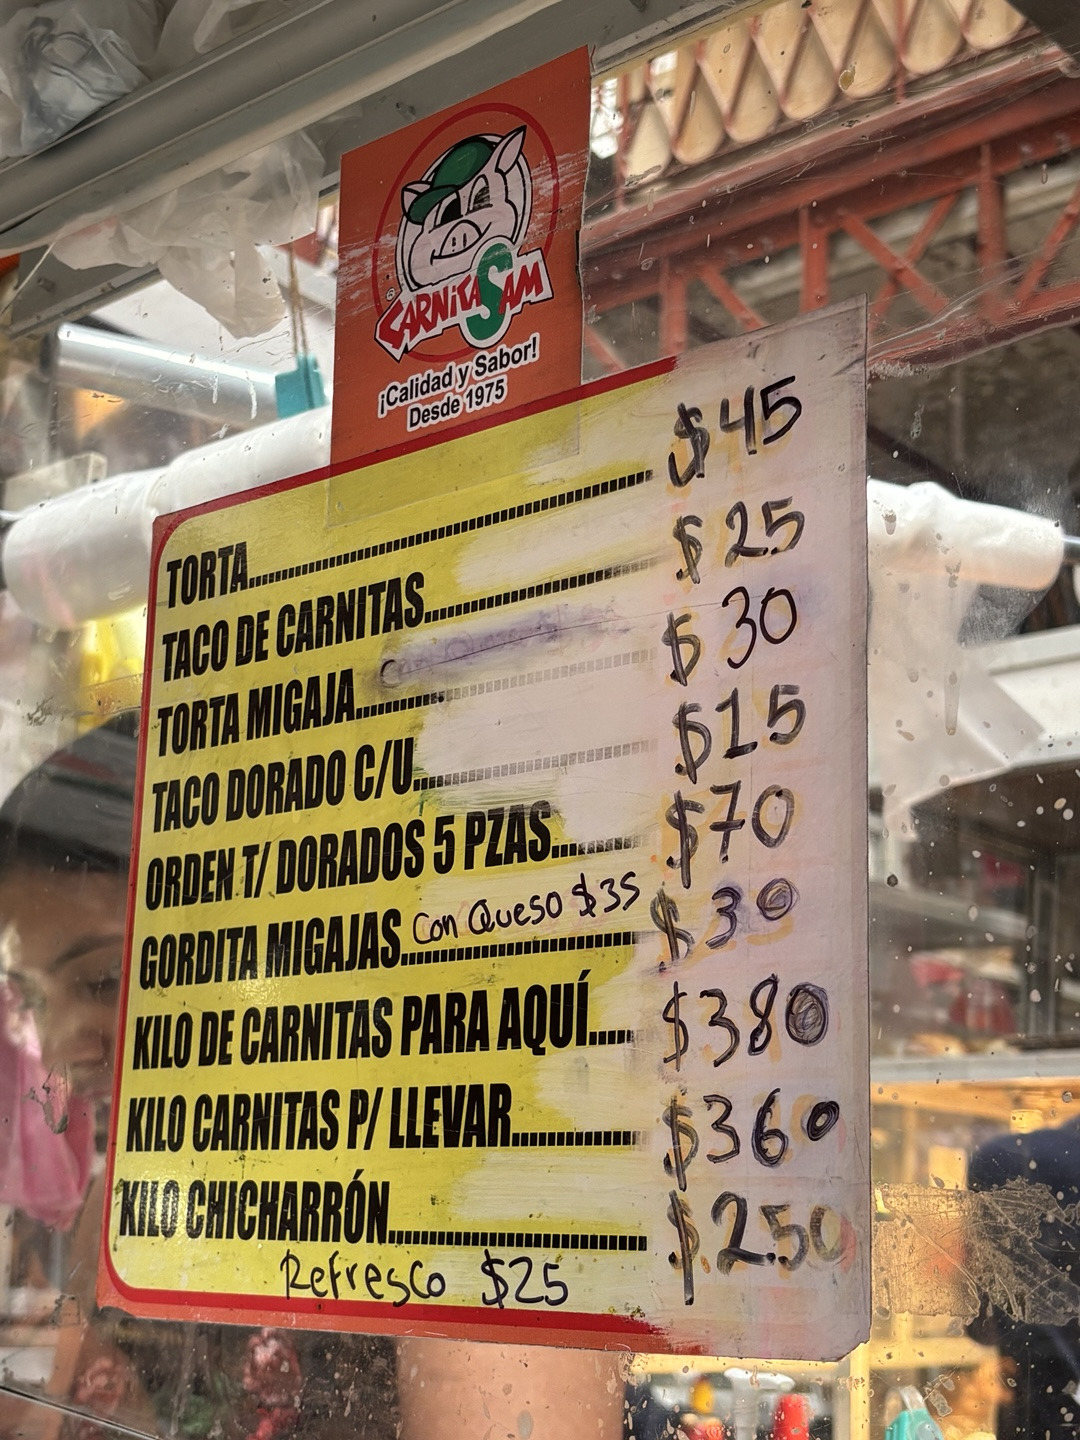 CARNICASAM
¡Calidad y Sabor!
Desde 1975
TORTA.................... $45
TACO DE CARNITAS.................... $25
TORTA MIGAJA.................... $30
TACO DORADO C/U.................... $15
ORDEN T/ DORADOS 5 PZAS.......... $70
GORDITA MIGAJAS con Queso $35.................... $30
KILO DE CARNITAS PARA AQUÍ..... $380
KILO CARNITAS P/ LLEVAR............... $360
KILO CHICHARRÓN.............................. $250
Refresco $25